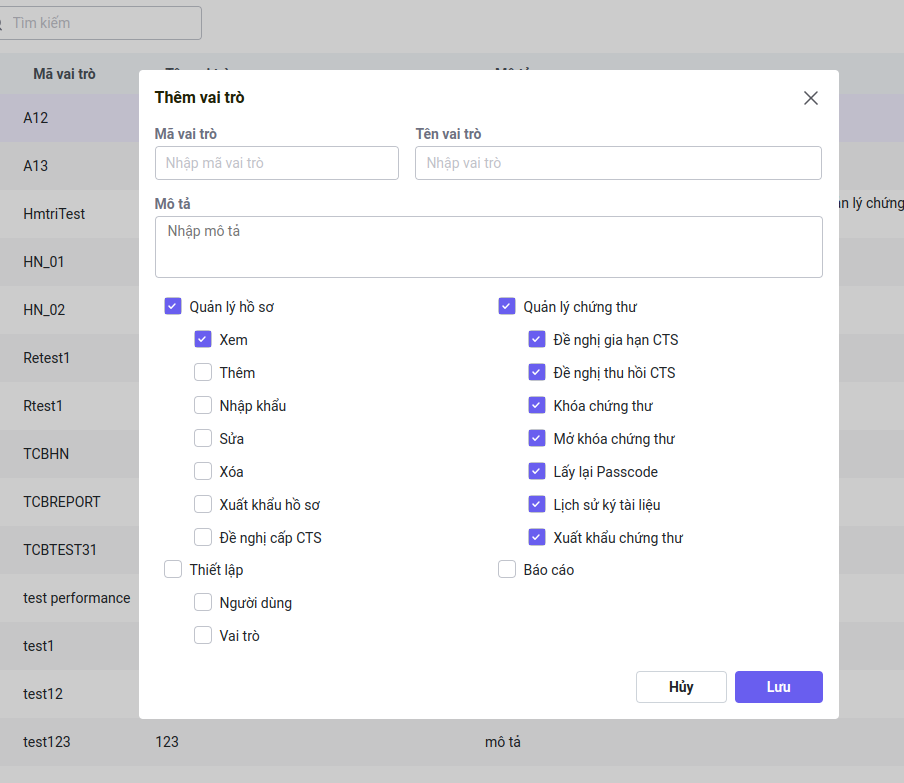 Tìm kiếm
Mã vai trò
A12
A13
HmtriTest
lý chứng
HN_01
HN_02
Retest1
Rtest1
TCBHN
TCBREPORT
TCBTEST31
test performance
test1
test12
test123 123 mô tả
Thêm vai trò
Mã vai trò Tên vai trò
Nhập mã vai trò Nhập vai trò
Mô tả
Nhập mô tả
Quản lý hồ sơ Quản lý chứng thư
Xem Đề nghị gia hạn CTS
Thêm Đề nghị thu hồi CTS
Nhập khẩu Khóa chứng thư
Sửa Mở khóa chứng thư
Xóa Lấy lại Passcode
Xuất khẩu hồ sơ Lịch sử ký tài liệu
Đề nghị cấp CTS Xuất khẩu chứng thư
Thiết lập Báo cáo
Người dùng
Vai trò
Hủy Lưu